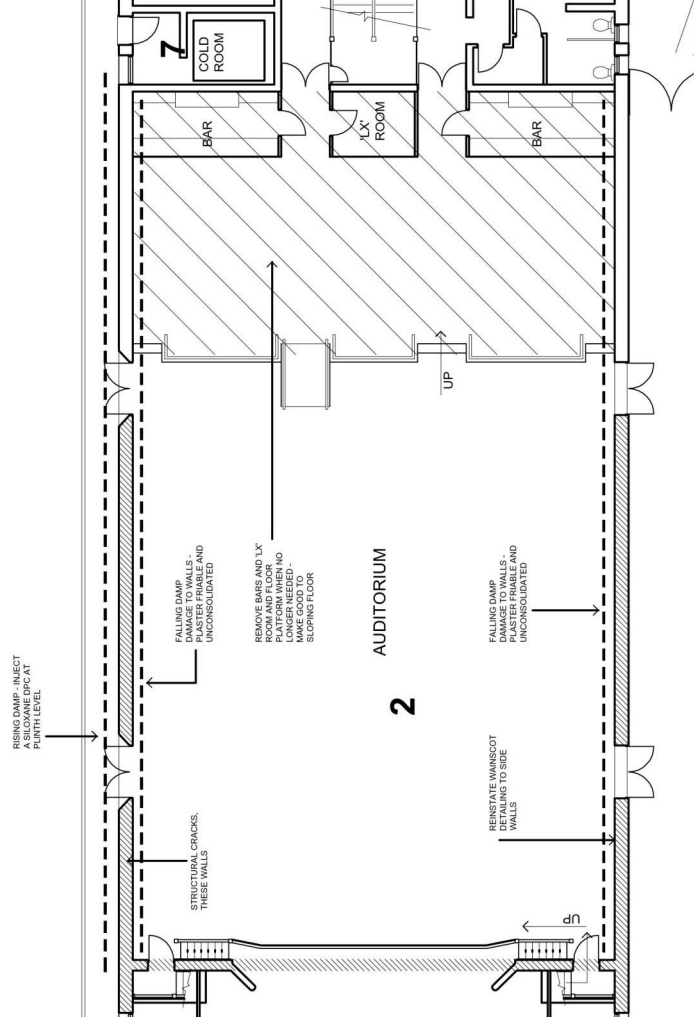 7
COLD
ROOM
BAR
'LX'
ROOM
BAR
UP
FALLING DAMP
DAMAGE TO WALLS -
PLASTER FRIABLE AND
UNCONSOLIDATED
REMOVE BARS AND 'LX'
ROOM AND FLOOR
PLATFORM WHEN NO
LONGER NEEDED -
MAKE GOOD TO
SLOPING FLOOR
AUDITORIUM
2
FALLING DAMP
DAMAGE TO WALLS -
PLASTER FRIABLE AND
UNCONSOLIDATED
RISING DAMP - INJECT
A SILOXANE DPC AT
PLINTH LEVEL
STRUCTURAL CRACKS,
THESE WALLS
REINSTATE WAINSCOT
DETAILING TO SIDE
WALLS
UP